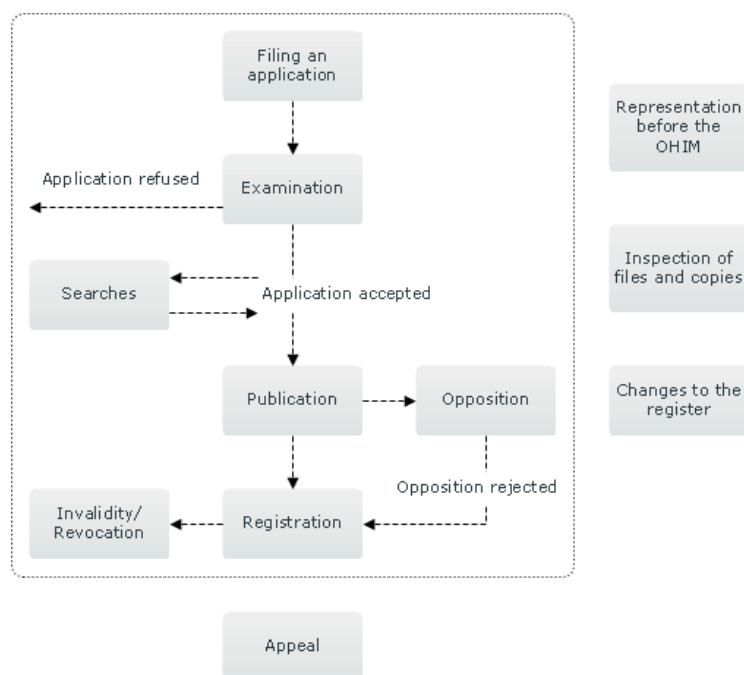 Filing an
application
Representation
before the
OHIM
Application refused
Examination
Inspection of
files and copies
Searches
Application accepted
Publication
Opposition
Changes to the
register
Opposition rejected
Invalidity/
Revocation
Registration
Appeal